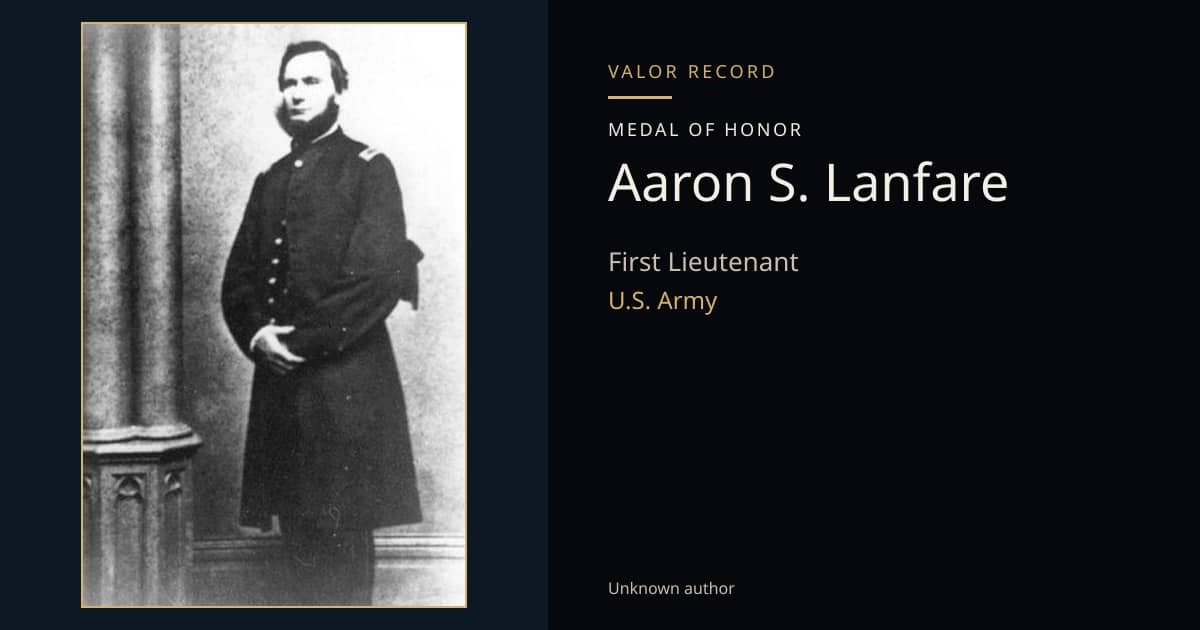 VALOR RECORD
MEDAL OF HONOR
Aaron S. Lanfare
First Lieutenant
U.S. Army
Unknown author